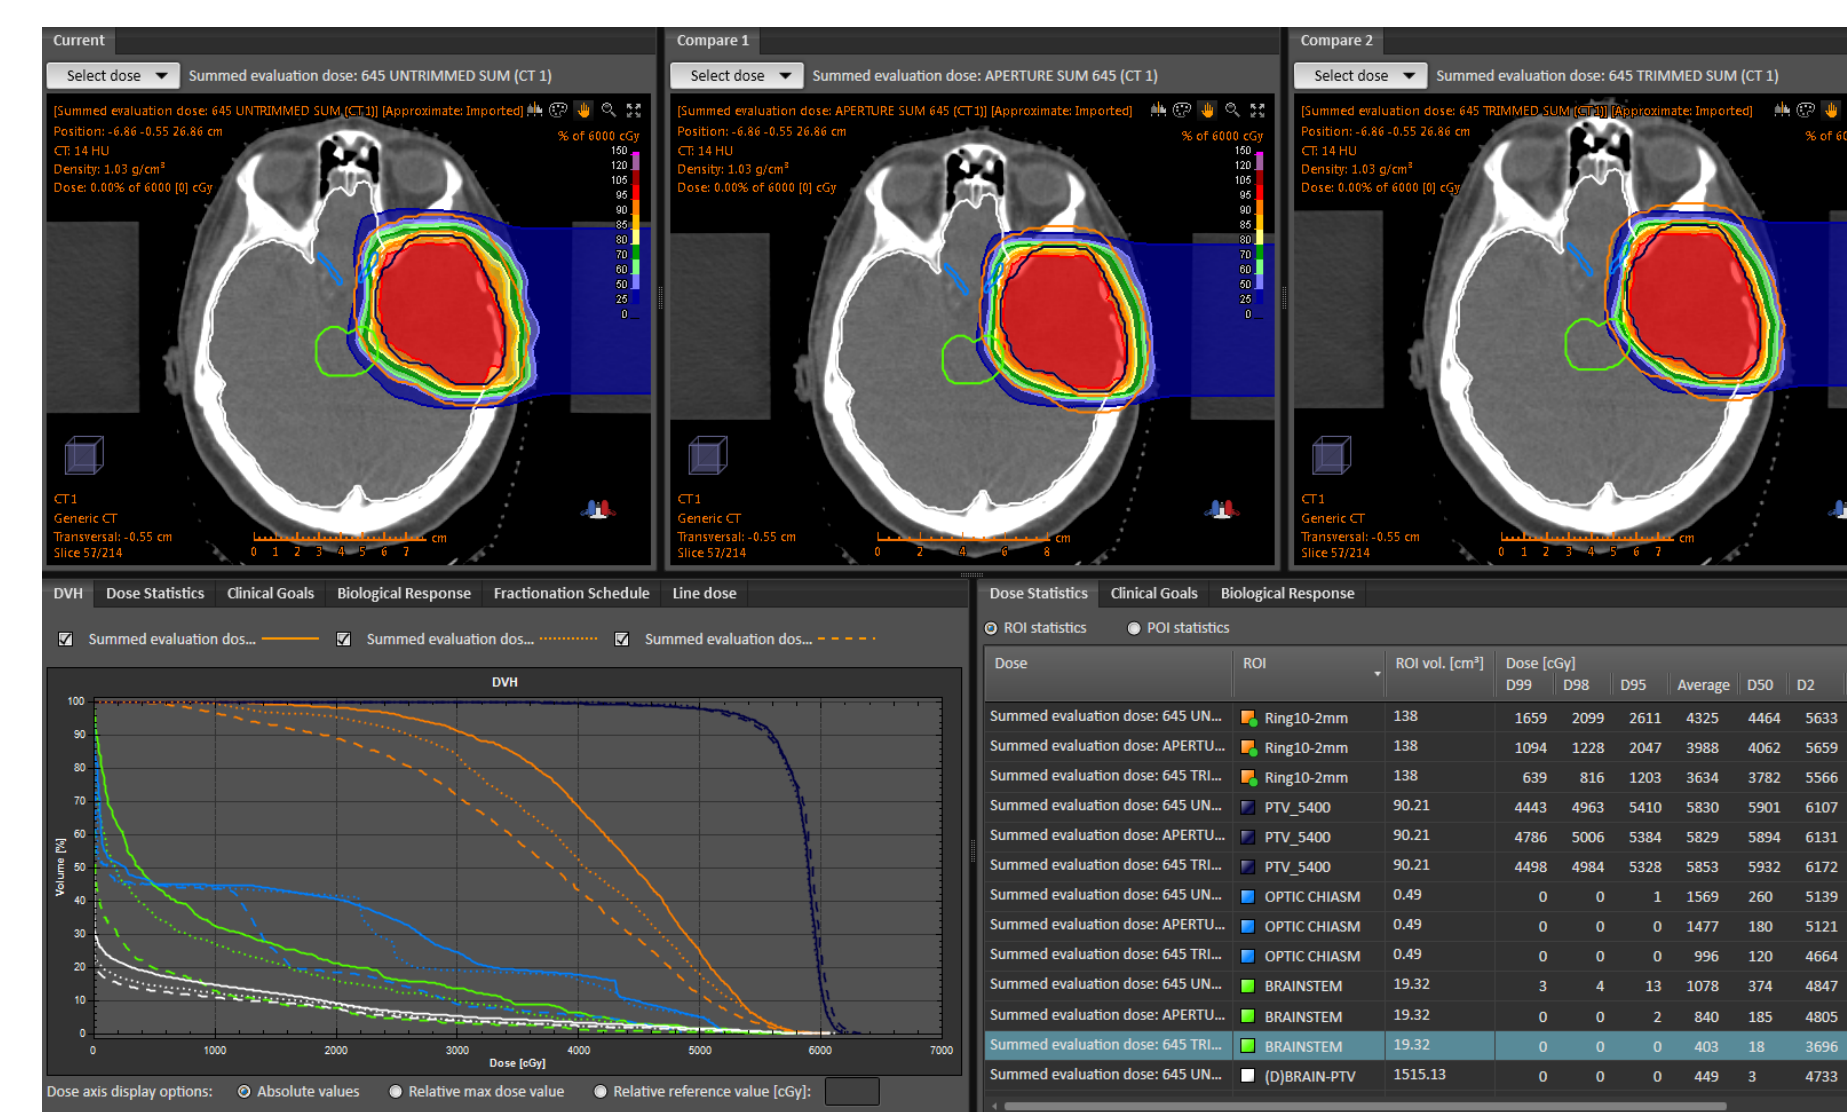 Current
Select dose
Summed evaluation dose: 645 UNTRIMMED SUM (CT 1)
[Summed evaluation dose: 645 UNTRIMMED SUM (CT1)] [Approximate: Imported]
Position: -6.86 -0.55 26.86 cm
CT: 14 HU
Density: 1.03 g/cm³
Dose: 0.00% of 6000 [0] cGy
% of 6000 cGy
150
120
105
95
90
85
80
70
60
50
25
0
CT1
Generic CT
Transversal: -0.55 cm
Slice 57/214
0 1 2 3 4 5 6 7 cm
Compare 1
Select dose
Summed evaluation dose: APERTURE SUM 645 (CT 1)
[Summed evaluation dose: APERTURE SUM 645 (CT1)] [Approximate: Imported]
Position: -6.86 -0.55 26.86 cm
CT: 14 HU
Density: 1.03 g/cm³
Dose: 0.00% of 6000 [0] cGy
% of 6000 cGy
150
120
105
95
90
85
80
70
60
50
25
0
CT1
Generic CT
Transversal: -0.55 cm
Slice 57/214
0 2 4 6 8 cm
Compare 2
Select dose
Summed evaluation dose: 645 TRIMMED SUM (CT 1)
[Summed evaluation dose: 645 TRIMMED SUM (CT1)] [Approximate: Imported]
Position: -6.86 -0.55 26.86 cm
CT: 14 HU
Density: 1.03 g/cm³
Dose: 0.00% of 6000 [0] cGy
% of 60
CT1
Generic CT
Transversal: -0.55 cm
Slice 57/214
0 1 2 3 4 5 6 7 cm
DVH Dose Statistics Clinical Goals Biological Response Fractionation Schedule Line dose
Summed evaluation dos... Summed evaluation dos... Summed evaluation dos...
DVH
Volume [%]
100
90
80
70
60
50
40
30
20
10
0
0 1000 2000 3000 4000 5000 6000 7000
Dose [cGy]
Dose axis display options: Absolute values Relative max dose value Relative reference value [cGy]:
Dose Statistics Clinical Goals Biological Response
ROI statistics POI statistics
Dose ROI ROI vol. [cm³] Dose [cGy]
D99 D98 D95 Average D50 D2
Summed evaluation dose: 645 UN... Ring10-2mm 138 1659 2099 2611 4325 4464 5633
Summed evaluation dose: APERTU... Ring10-2mm 138 1094 1228 2047 3988 4062 5659
Summed evaluation dose: 645 TRI... Ring10-2mm 138 639 816 1203 3634 3782 5566
Summed evaluation dose: 645 UN... PTV_5400 90.21 4443 4963 5410 5830 5901 6107
Summed evaluation dose: APERTU... PTV_5400 90.21 4786 5006 5384 5829 5894 6131
Summed evaluation dose: 645 TRI... PTV_5400 90.21 4498 4984 5328 5853 5932 6172
Summed evaluation dose: 645 UN... OPTIC CHIASM 0.49 0 0 1 1569 260 5139
Summed evaluation dose: APERTU... OPTIC CHIASM 0.49 0 0 0 1477 180 5121
Summed evaluation dose: 645 TRI... OPTIC CHIASM 0.49 0 0 0 996 120 4664
Summed evaluation dose: 645 UN... BRAINSTEM 19.32 3 4 13 1078 374 4847
Summed evaluation dose: APERTU... BRAINSTEM 19.32 0 0 2 840 185 4805
Summed evaluation dose: 645 TRI... BRAINSTEM 19.32 0 0 0 403 18 3696
Summed evaluation dose: 645 UN... (D)BRAIN-PTV 1515.13 0 0 0 449 3 4733